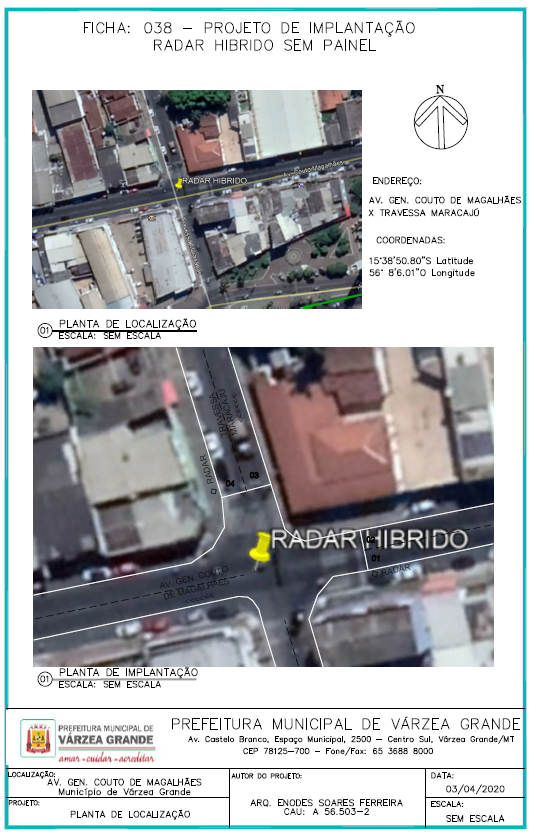 FICHA: 038 - PROJETO DE IMPLANTAÇÃO
RADAR HIBRIDO SEM PAINEL
N
Av. Couto Magalhães
RADAR HIBRIDO
ENDEREÇO:
AV. GEN. COUTO DE MAGALHÃES
X TRAVESSA MARACAJÚ
COORDENADAS:
15°38'50.80"S Latitude
56° 8'6.01"O Longitude
01 PLANTA DE LOCALIZAÇÃO
ESCALA: SEM ESCALA
TRAVESSA
MARACAJU
RADAR
04 03
RADAR HIBRIDO
02
01
RADAR
AV. GEN. COUTO
DE MAGALHAES
01 PLANTA DE IMPLANTAÇÃO
ESCALA: SEM ESCALA
PREFEITURA MUNICIPAL DE
VÁRZEA GRANDE
amar-cuidar-acreditar
PREFEITURA MUNICIPAL DE VÁRZEA GRANDE
Av. Castelo Branco, Espaço Municipal, 2500 - Centro Sul, Várzea Grande/MT
CEP 78125-700 - Fone/Fax: 65 3688 8000
LOCALIZAÇÃO:
AV. GEN. COUTO DE MAGALHÃES
Município de Várzea Grande
PROJETO:
PLANTA DE LOCALIZAÇÃO
AUTOR DO PROJETO:
ARQ. ENODES SOARES FERREIRA
CAU: A 56.503-2
DATA:
03/04/2020
ESCALA:
SEM ESCALA